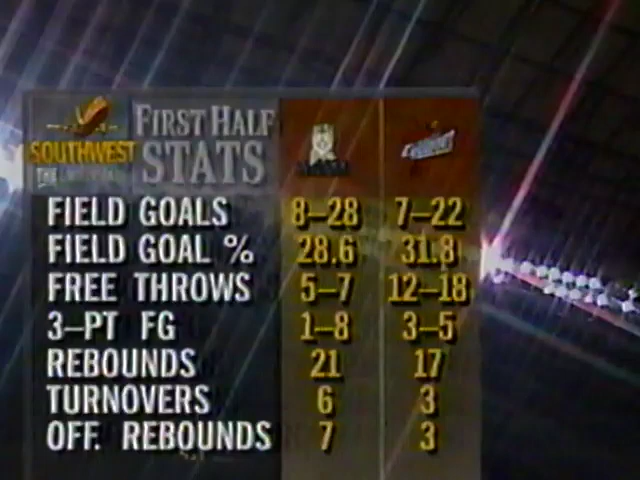 FIRST HALF
SOUTHWEST STATS
FIELD GOALS 8–28 7–22
FIELD GOAL % 28.6 31.8
FREE THROWS 5–7 12–18
3–PT FG 1–8 3–5
REBOUNDS 21 17
TURNOVERS 6 3
OFF. REBOUNDS 7 3